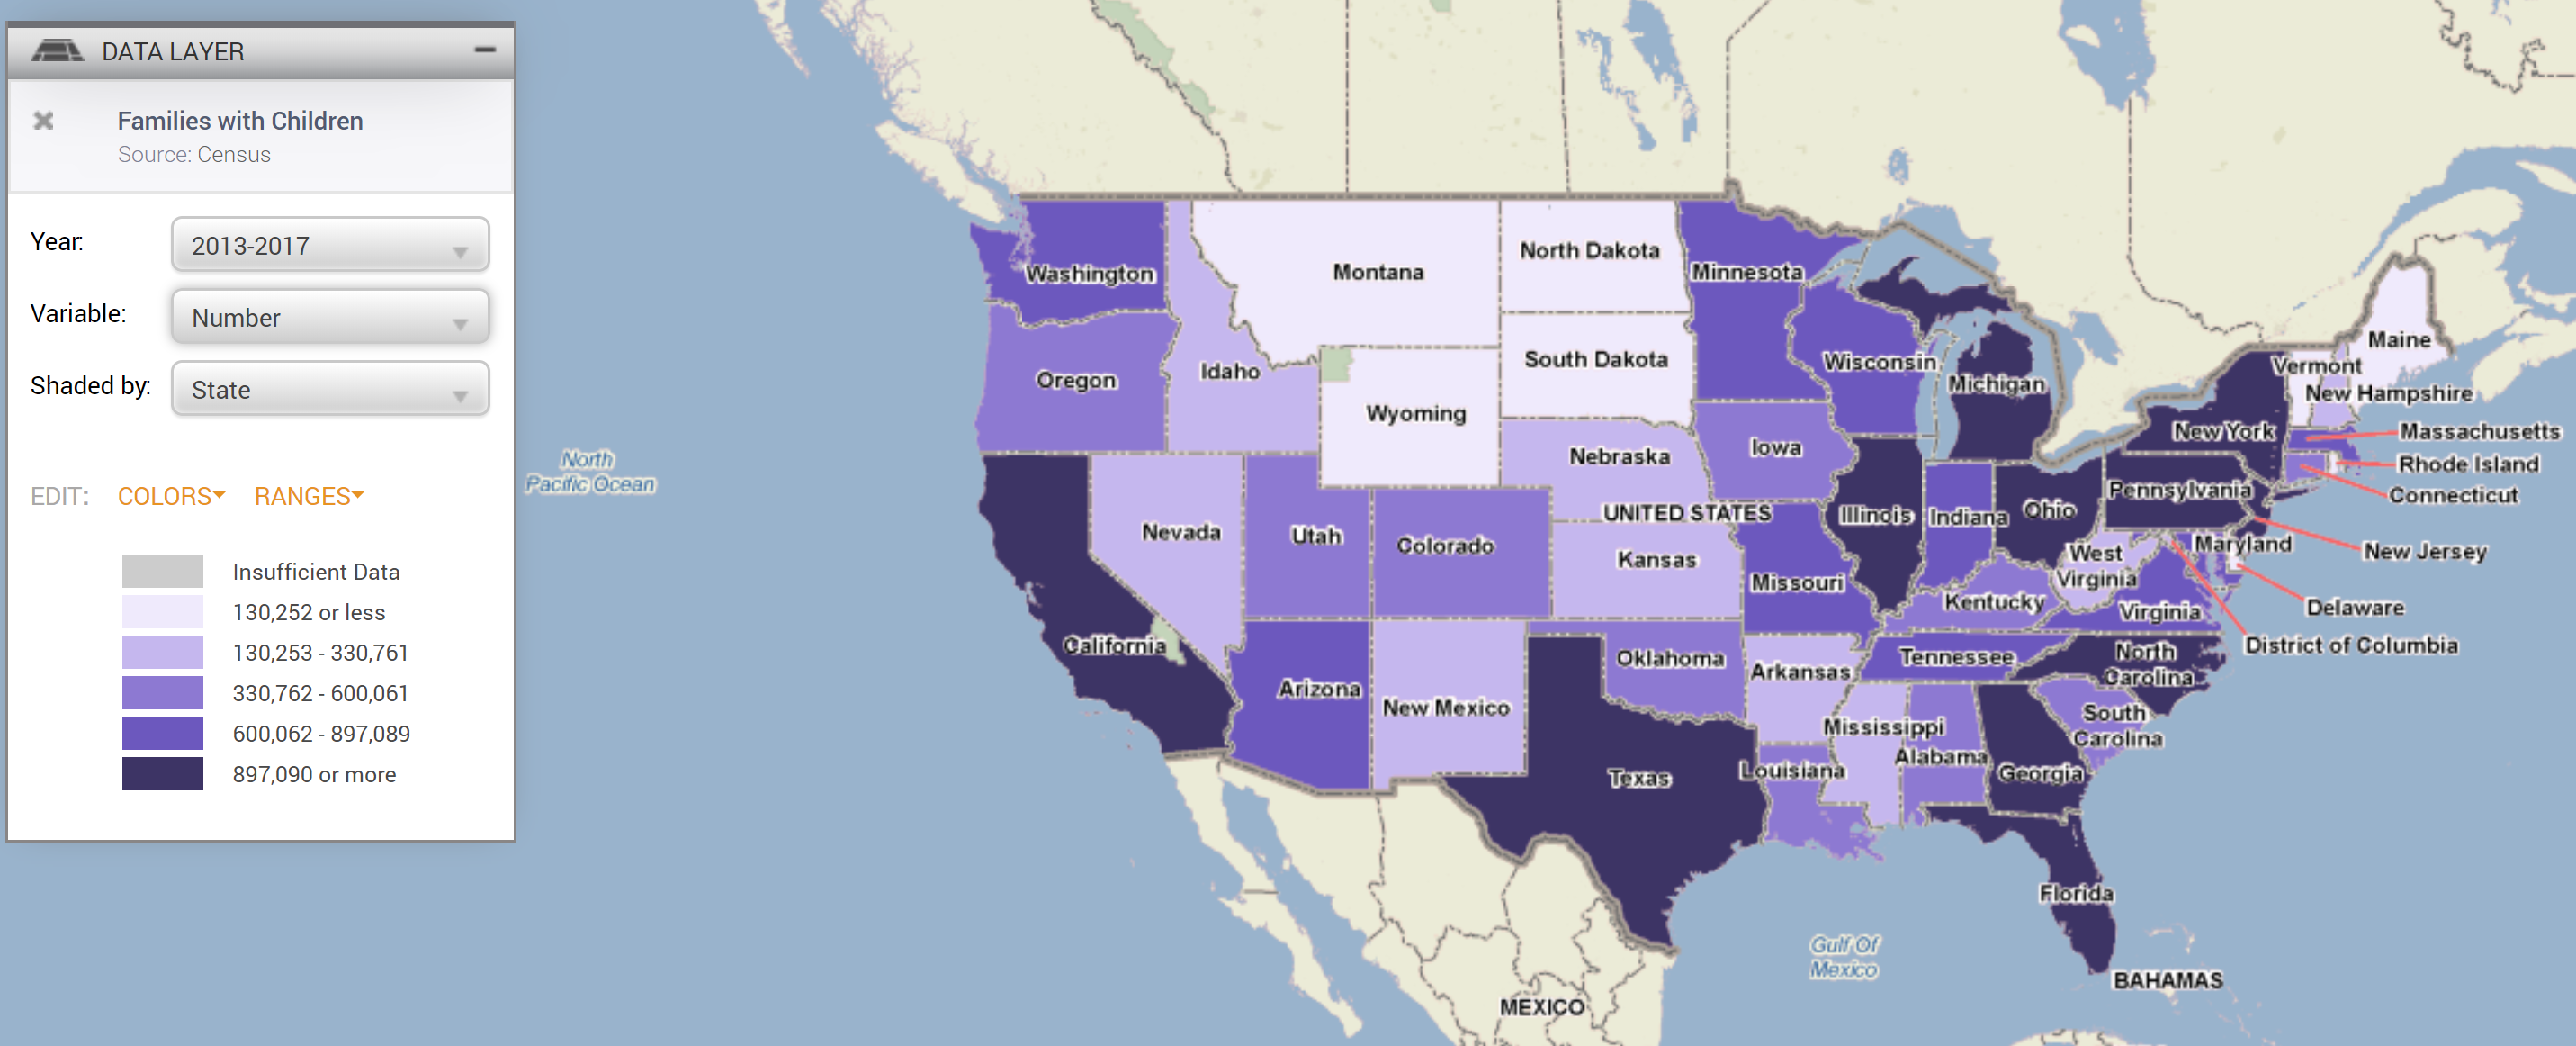 DATA LAYER
Families with Children
Source: Census
Year:
2013-2017
Variable:
Number
Shaded by:
State
EDIT:
COLORS
RANGES
Insufficient Data
130,252 or less
130,253 - 330,761
330,762 - 600,061
600,062 - 897,089
897,090 or more
North
Pacific Ocean
Washington
Montana
North Dakota
Minnesota
Oregon
Idaho
South Dakota
Wisconsin
Michigan
Maine
Vermont
New Hampshire
Wyoming
New York
Massachusetts
Rhode Island
Connecticut
Nebraska
Iowa
Pennsylvania
UNITED STATES
Nevada
Utah
Colorado
Kansas
Illinois
Indiana
Ohio
Maryland
New Jersey
West
Virginia
Missouri
Kentucky
Virginia
Delaware
District of Columbia
California
Arizona
New Mexico
Oklahoma
Arkansas
Tennessee
North
Carolina
South
Carolina
Mississippi
Alabama
Georgia
Texas
Louisiana
Florida
Gulf Of
Mexico
BAHAMAS
MEXICO